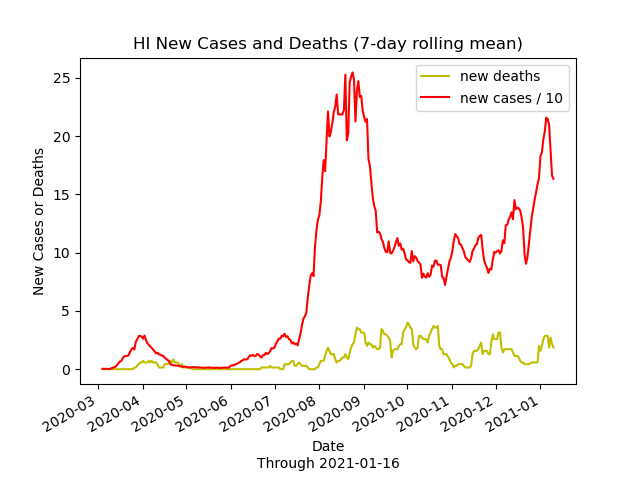 HI New Cases and Deaths (7-day rolling mean)
new deaths
new cases / 10
25
20
15
10
5
0
New Cases or Deaths
2020-03
2020-04
2020-05
2020-06
2020-07
2020-08
2020-09
2020-10
2020-11
2020-12
2021-01
Date
Through 2021-01-16